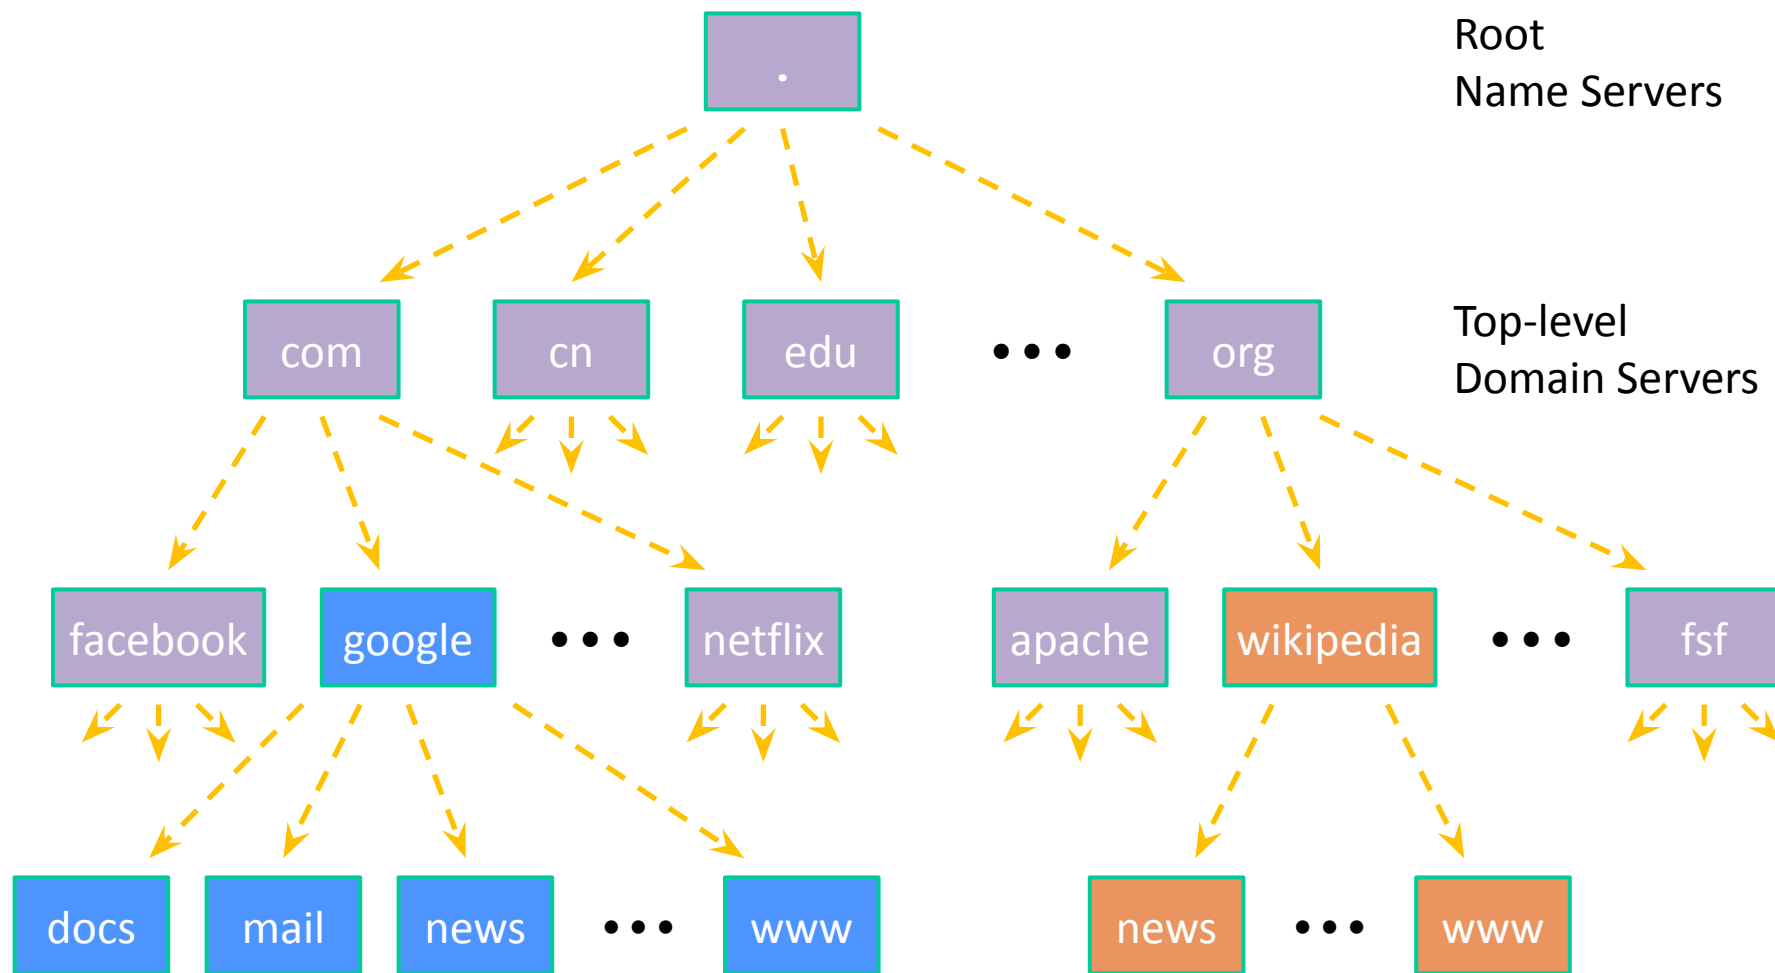 .
Root
Name Servers
com
cn
edu
•••
org
Top-level
Domain Servers
facebook
google
•••
netflix
apache
wikipedia
•••
fsf
docs
mail
news
•••
www
news
•••
www